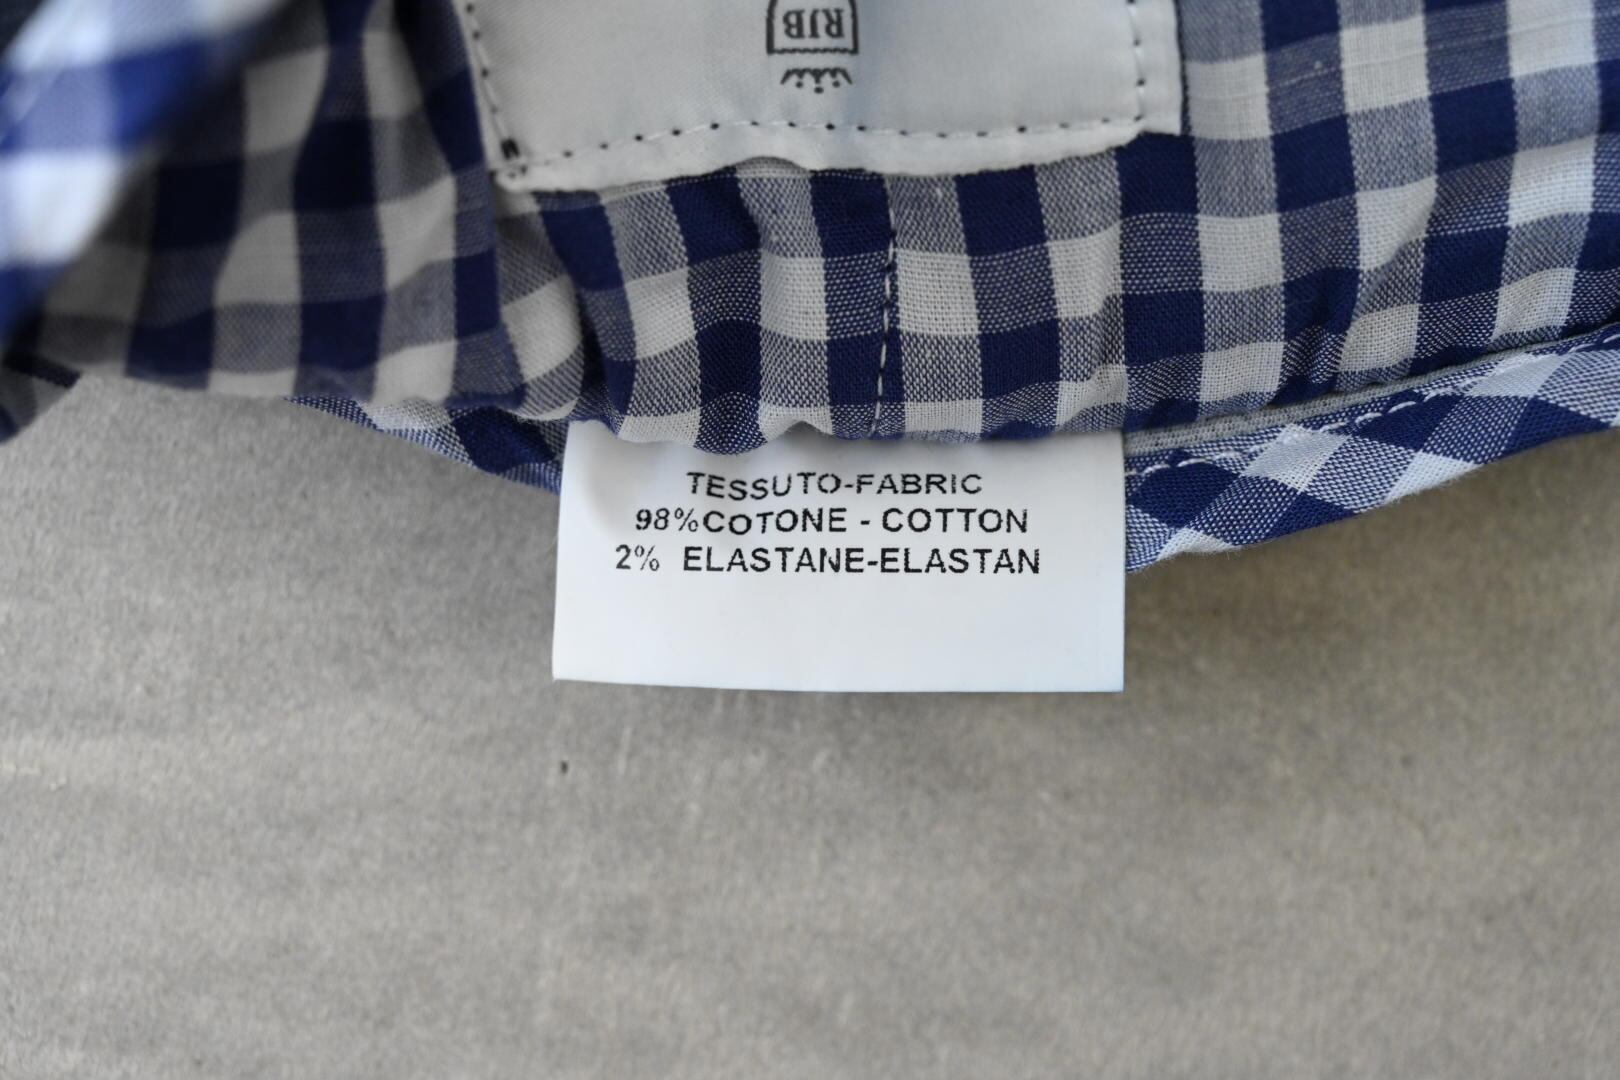 RJB
TESSUTO-FABRIC
98%COTONE - COTTON
2% ELASTANE-ELASTAN